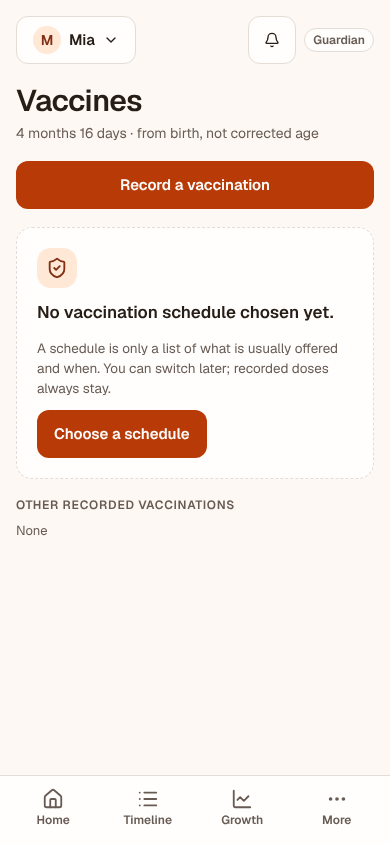 M Mia
Guardian
Vaccines
4 months 16 days · from birth, not corrected age
Record a vaccination
No vaccination schedule chosen yet.
A schedule is only a list of what is usually offered
and when. You can switch later; recorded doses
always stay.
Choose a schedule
OTHER RECORDED VACCINATIONS
None
Home Timeline Growth More